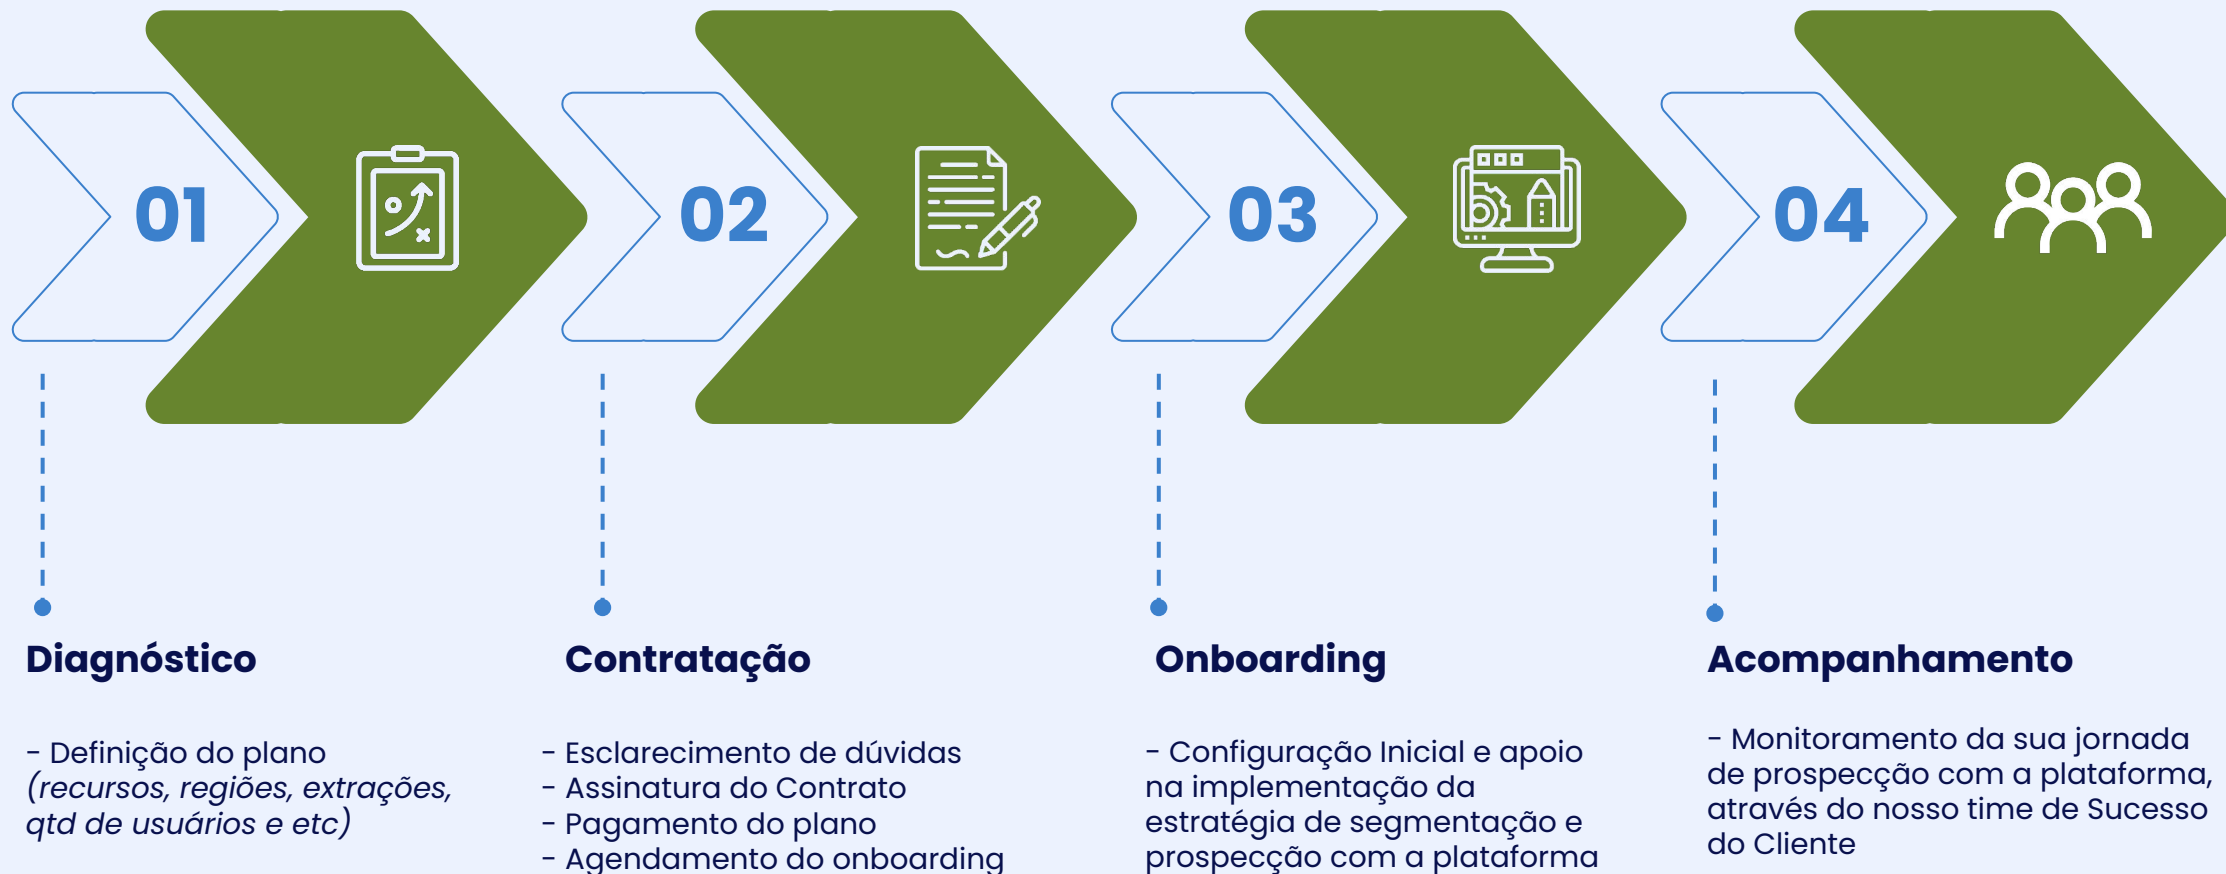 01
02
03
04
Diagnóstico
- Definição do plano
(recursos, regiões, extrações,
qtd de usuários e etc)
Contratação
- Esclarecimento de dúvidas
- Assinatura do Contrato
- Pagamento do plano
- Agendamento do onboarding
Onboarding
- Configuração Inicial e apoio
na implementação da
estratégia de segmentação e
prospecção com a plataforma
Acompanhamento
- Monitoramento da sua jornada
de prospecção com a plataforma,
através do nosso time de Sucesso
do Cliente